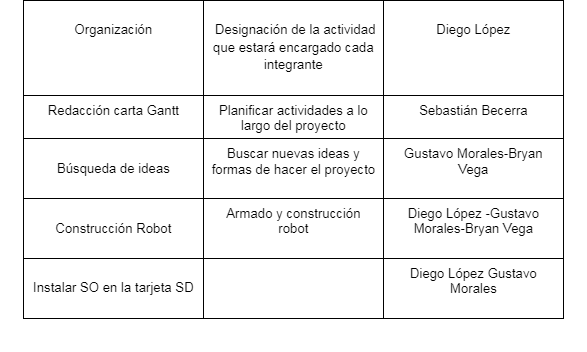 Organización
Designación de la actividad
que estará encargado cada
integrante
Diego López
Redacción carta Gantt
Planificar actividades a lo
largo del proyecto
Sebastián Becerra
Búsqueda de ideas
Buscar nuevas ideas y
formas de hacer el proyecto
Gustavo Morales-Bryan
Vega
Construcción Robot
Armado y construcción
robot
Diego López -Gustavo
Morales-Bryan Vega
Instalar SO en la tarjeta SD
Diego López Gustavo
Morales